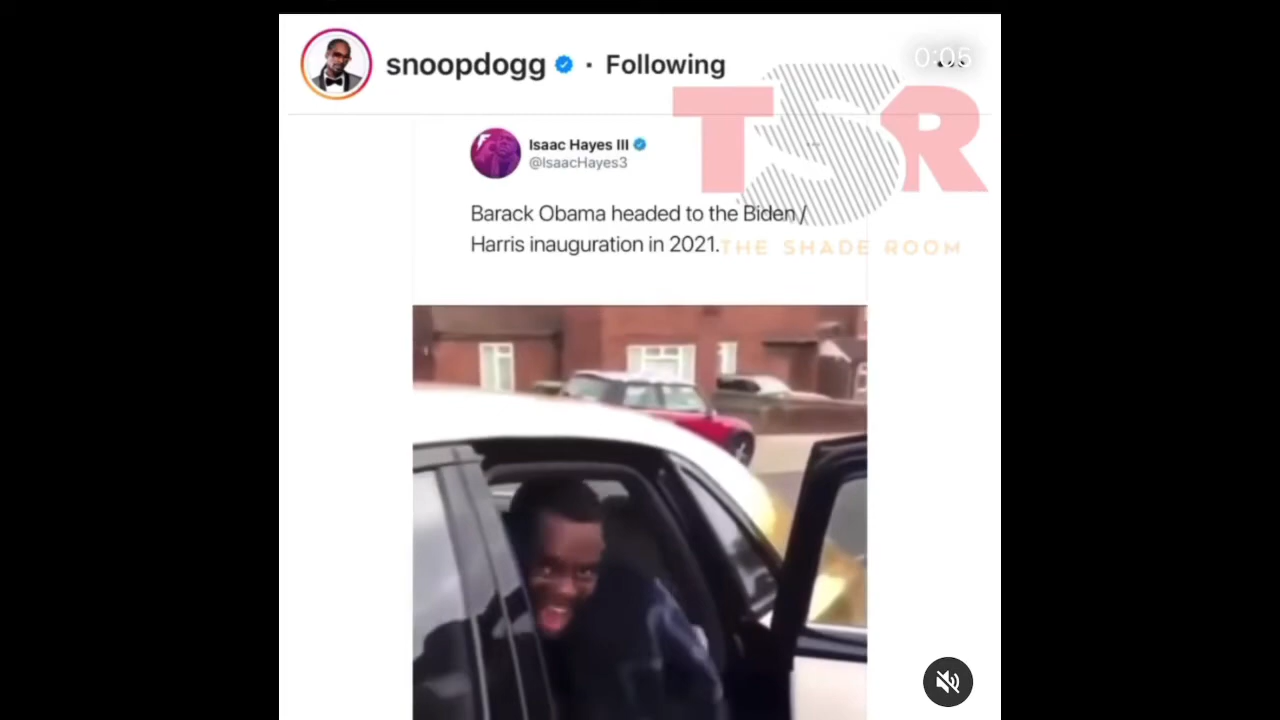 snoopdogg · Following
0:05
Isaac Hayes III
@IsaacHayes3
TSR
Barack Obama headed to the Biden /
Harris inauguration in 2021.
THE SHADE ROOM